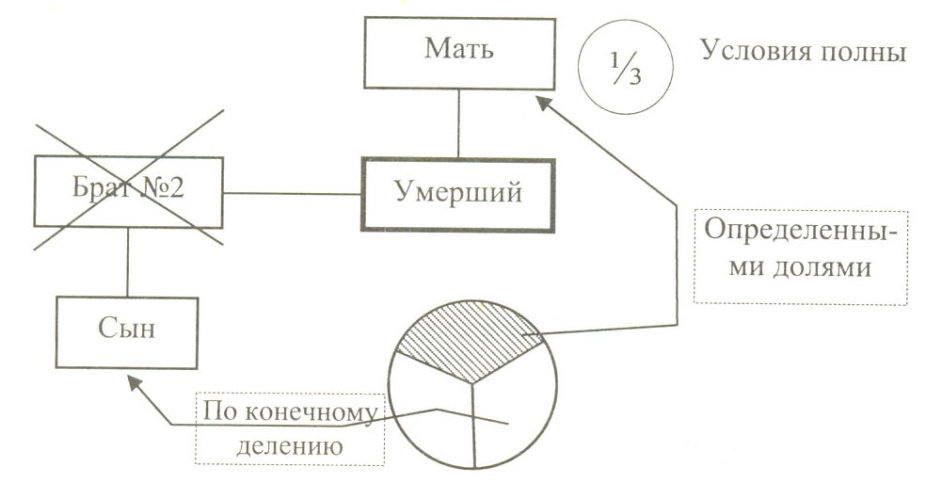 Мать
⅓
Условия полны
Брат №2
Умерший
Определенны-
ми долями
Сын
По конечному
делению